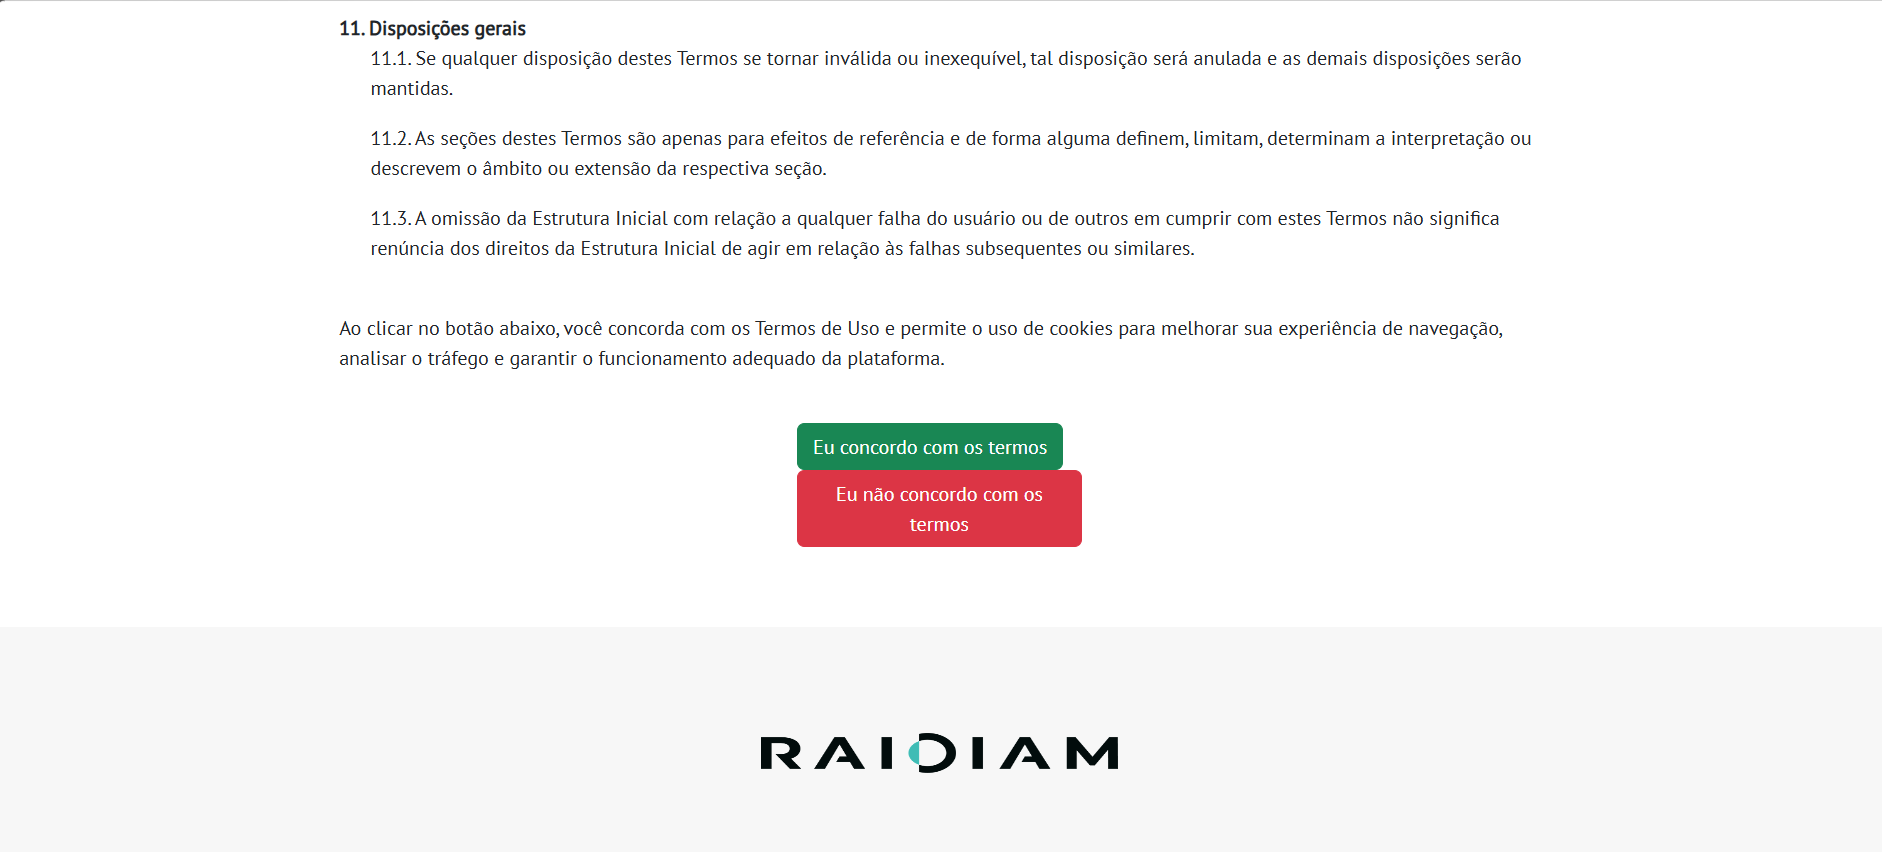 11. Disposições gerais
11.1. Se qualquer disposição destes Termos se tornar inválida ou inexequível, tal disposição será anulada e as demais disposições serão
mantidas.
11.2. As seções destes Termos são apenas para efeitos de referência e de forma alguma definem, limitam, determinam a interpretação ou
descrevem o âmbito ou extensão da respectiva seção.
11.3. A omissão da Estrutura Inicial com relação a qualquer falha do usuário ou de outros em cumprir com estes Termos não significa
renúncia dos direitos da Estrutura Inicial de agir em relação às falhas subsequentes ou similares.
Ao clicar no botão abaixo, você concorda com os Termos de Uso e permite o uso de cookies para melhorar sua experiência de navegação,
analisar o tráfego e garantir o funcionamento adequado da plataforma.
Eu concordo com os termos
Eu não concordo com os
termos
RAIDIAM